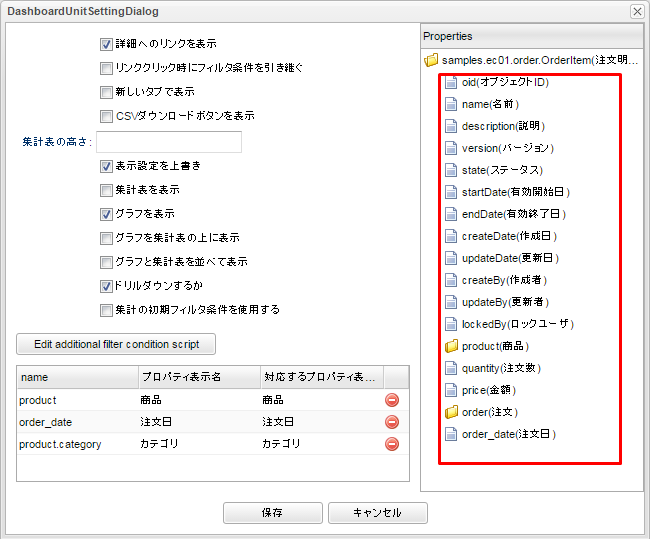 DashboardUnitSettingDialog
詳細へのリンクを表示
リンククリック時にフィルタ条件を引き継ぐ
新しいタブで表示
CSVダウンロードボタンを表示
集計表の高さ:
表示設定を上書き
集計表を表示
グラフを表示
グラフを集計表の上に表示
グラフと集計表を並べて表示
ドリルダウンするか
集計の初期フィルタ条件を使用する
Edit additional filter condition script
name プロパティ表示名 対応するプロパティ表...
product 商品 商品
order_date 注文日 注文日
product.category カテゴリ カテゴリ
Properties
samples.ec01.order.OrderItem(注文明...
oid(オブジェクトID)
name(名前)
description(説明)
version(バージョン)
state(ステータス)
startDate(有効開始日)
endDate(有効終了日)
createDate(作成日)
updateDate(更新日)
createBy(作成者)
updateBy(更新者)
lockedBy(ロックユーザ)
product(商品)
quantity(注文数)
price(金額)
order(注文)
order_date(注文日)
保存 キャンセル